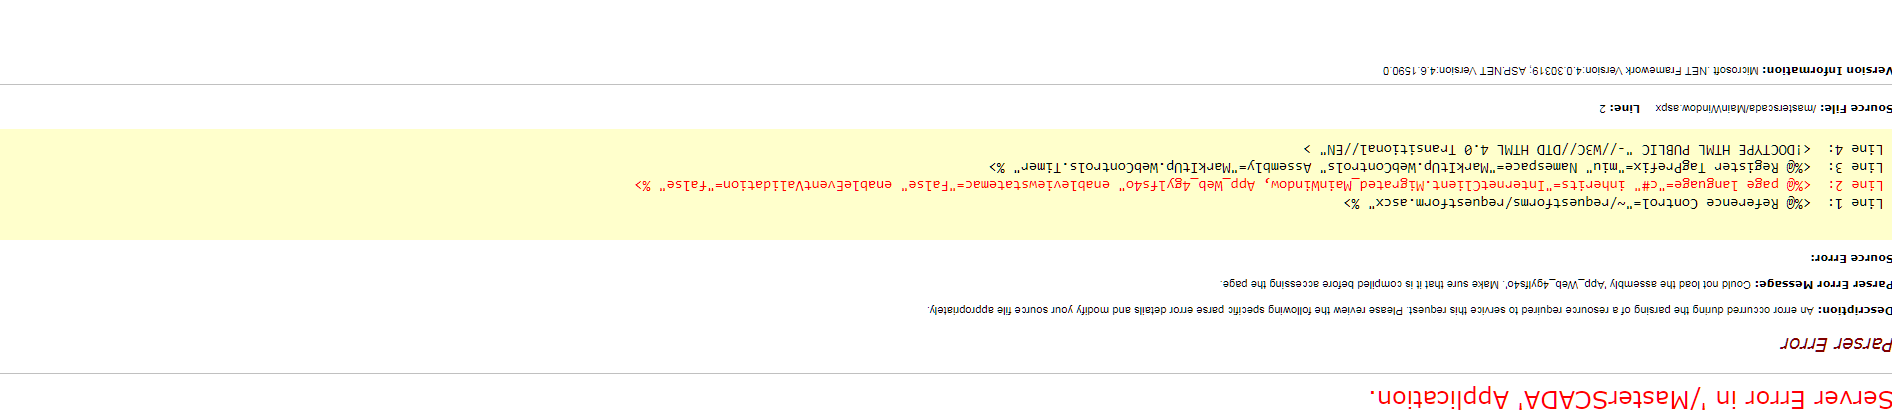 Server Error in '/MasterSCADA' Application.
Parser Error
Description: An error occurred during the parsing of a resource required to service this request. Please review the following specific parse error details and modify your source file appropriately.
Parser Error Message: Could not load the assembly 'App_Web_4gylfs4o'. Make sure that it is compiled before accessing the page.
Source Error:
Line 1: <%@ Reference Control="~/requestforms/requestform.ascx" %>
Line 2: <%@ page language="c#" inherits="InternetClient.Migrated_MainWindow, App_Web_4gylfs4o" enableviewstatemac="False" enableEventValidation="false" %>
Line 3: <%@ Register TagPrefix="miu" Namespace="MarkItUp.WebControls" Assembly="MarkItUp.WebControls.Timer" %>
Line 4: <!DOCTYPE HTML PUBLIC "-//W3C//DTD HTML 4.0 Transitional//EN" >
Source File: /masterscada/MainWindow.aspx Line: 2
Version Information: Microsoft .NET Framework Version:4.0.30319; ASP.NET Version:4.6.1590.0